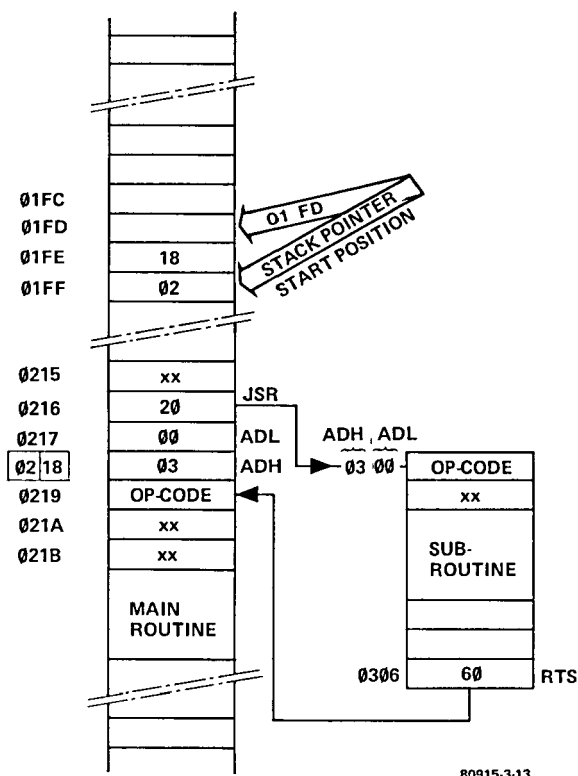 Ø1FC
Ø1FD
Ø1FE 18
Ø1FF Ø2
O1 FD
STACK POINTER
START POSITION
Ø215 xx
Ø216 2Ø JSR
Ø217 ØØ ADL
Ø2 18 Ø3 ADH
Ø219 OP-CODE
Ø21A xx
Ø21B xx
MAIN
ROUTINE
ADH, ADL
Ø3 ØØ OP-CODE
xx
SUB-
ROUTINE
Ø3Ø6 6Ø RTS
80915-3-13